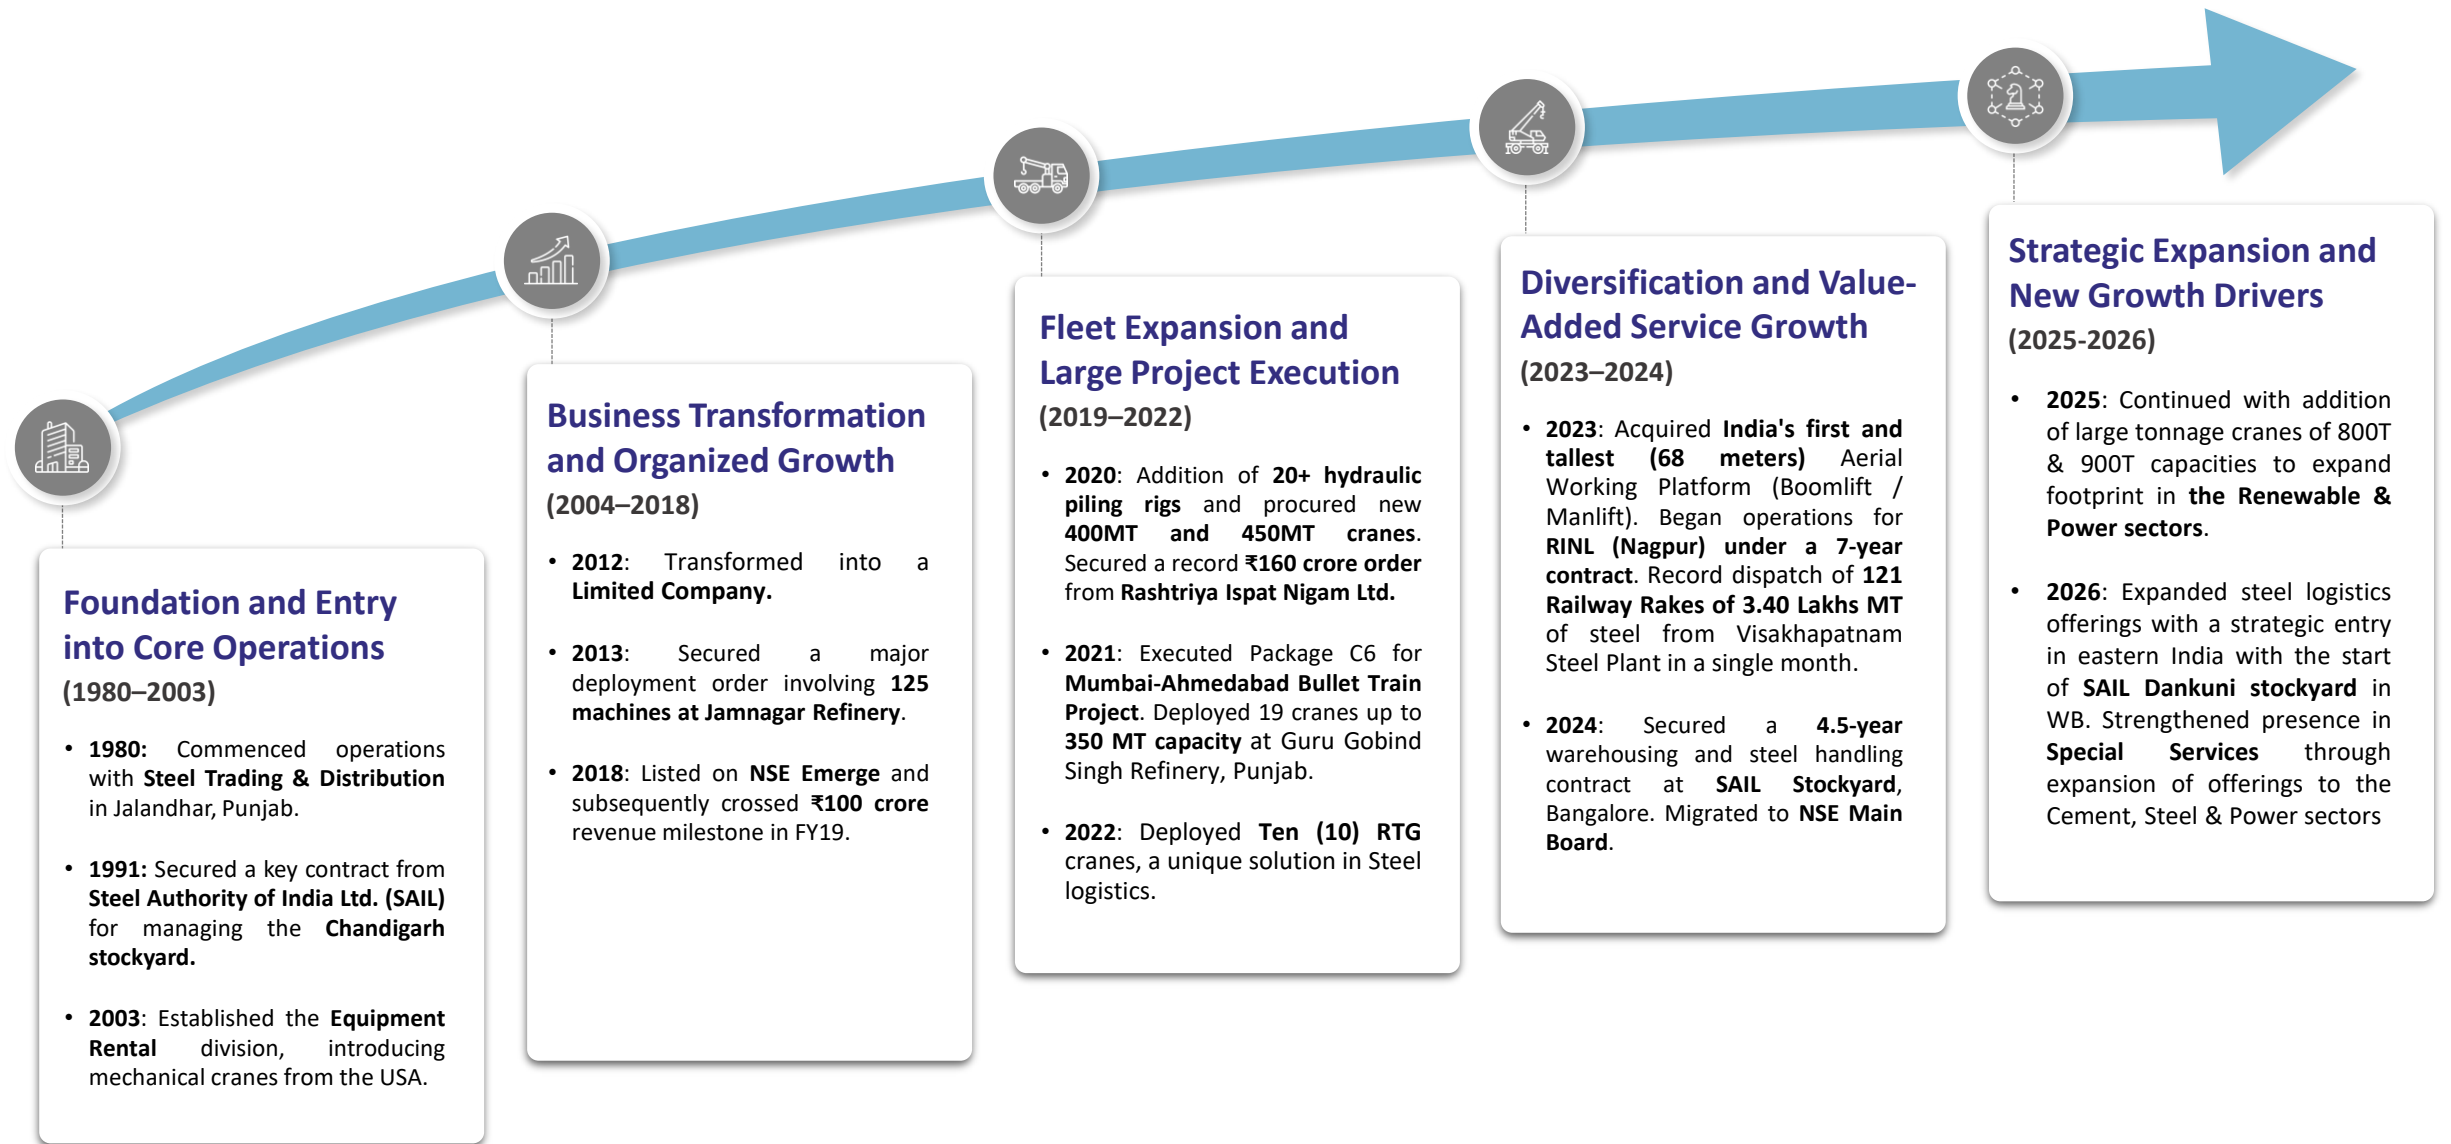 Foundation and Entry
into Core Operations
(1980–2003)
• 1980: Commenced operations
with Steel Trading & Distribution
in Jalandhar, Punjab.
• 1991: Secured a key contract from
Steel Authority of India Ltd. (SAIL)
for managing the Chandigarh
stockyard.
• 2003: Established the Equipment
Rental division, introducing
mechanical cranes from the USA.
Business Transformation
and Organized Growth
(2004–2018)
• 2012: Transformed into a
Limited Company.
• 2013: Secured a major
deployment order involving 125
machines at Jamnagar Refinery.
• 2018: Listed on NSE Emerge and
subsequently crossed ₹100 crore
revenue milestone in FY19.
Fleet Expansion and
Large Project Execution
(2019–2022)
• 2020: Addition of 20+ hydraulic
piling rigs and procured new
400MT and 450MT cranes.
Secured a record ₹160 crore order
from Rashtriya Ispat Nigam Ltd.
• 2021: Executed Package C6 for
Mumbai-Ahmedabad Bullet Train
Project. Deployed 19 cranes up to
350 MT capacity at Guru Gobind
Singh Refinery, Punjab.
• 2022: Deployed Ten (10) RTG
cranes, a unique solution in Steel
logistics.
Diversification and Value-
Added Service Growth
(2023–2024)
• 2023: Acquired India's first and
tallest (68 meters) Aerial
Working Platform (Boomlift /
Manlift). Began operations for
RINL (Nagpur) under a 7-year
contract. Record dispatch of 121
Railway Rakes of 3.40 Lakhs MT
of steel from Visakhapatnam
Steel Plant in a single month.
• 2024: Secured a 4.5-year
warehousing and steel handling
contract at SAIL Stockyard,
Bangalore. Migrated to NSE Main
Board.
Strategic Expansion and
New Growth Drivers
(2025-2026)
• 2025: Continued with addition
of large tonnage cranes of 800T
& 900T capacities to expand
footprint in the Renewable &
Power sectors.
• 2026: Expanded steel logistics
offerings with a strategic entry
in eastern India with the start
of SAIL Dankuni stockyard in
WB. Strengthened presence in
Special Services through
expansion of offerings to the
Cement, Steel & Power sectors